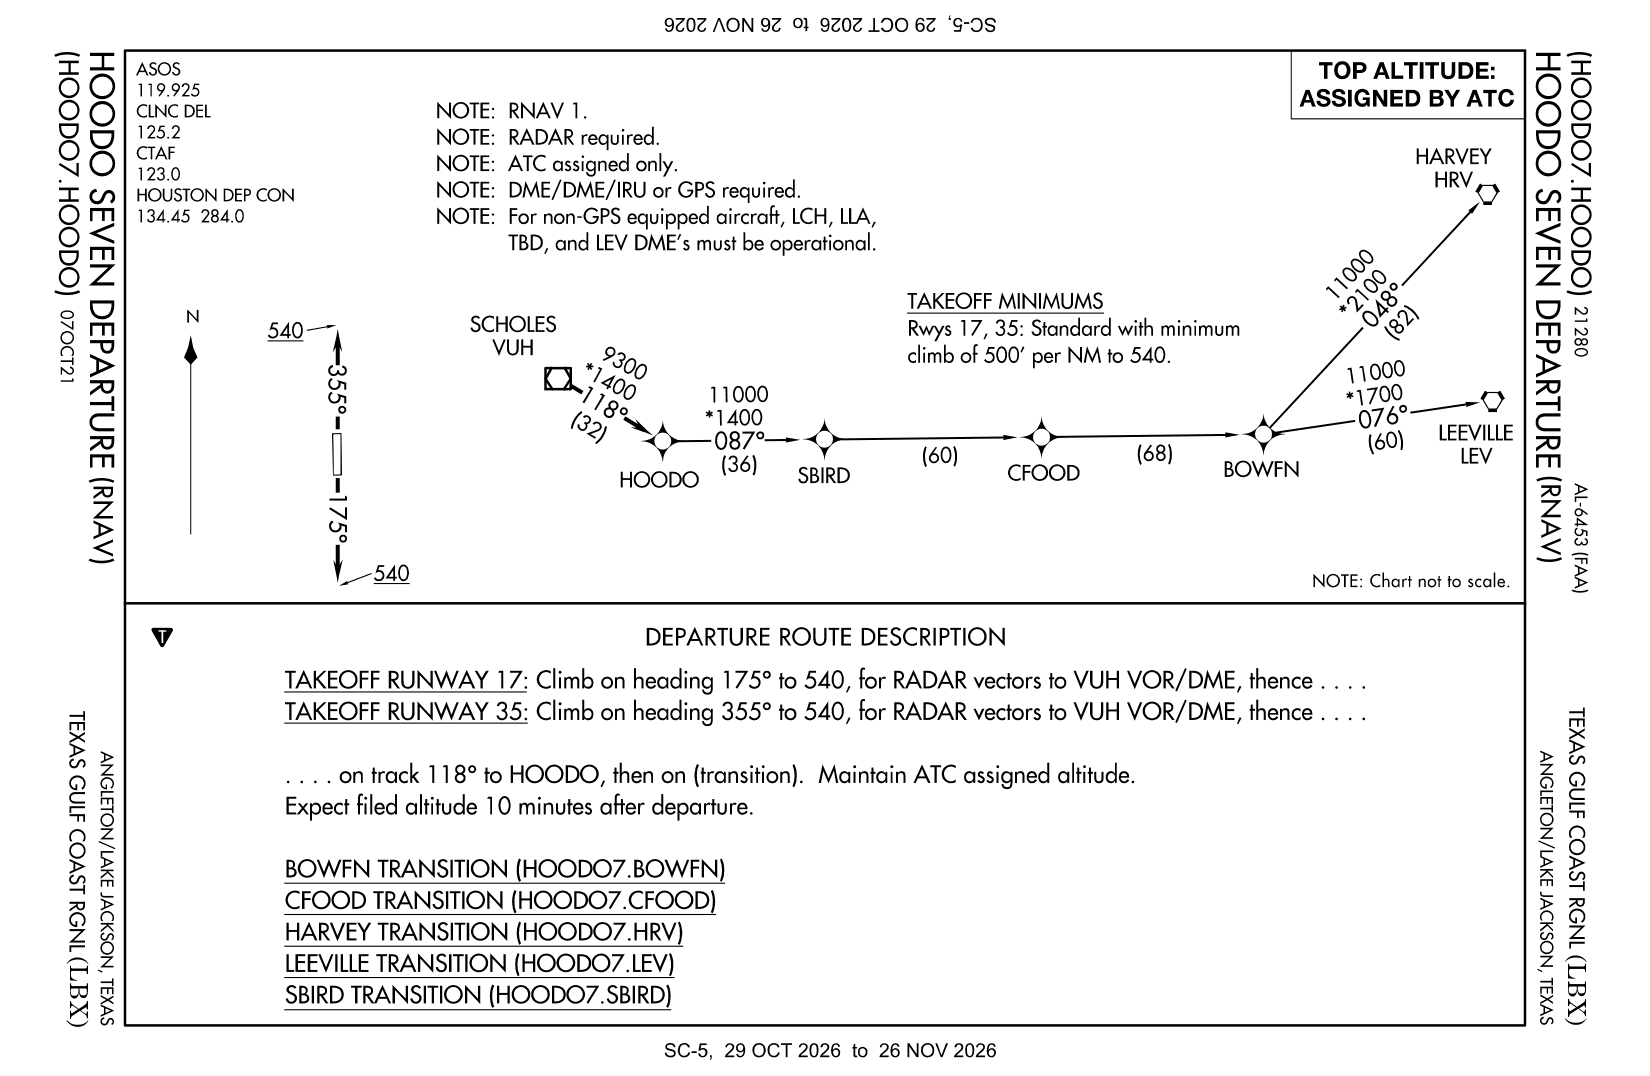 SC-5, 29 OCT 2026 to 26 NOV 2026
HOODO SEVEN DEPARTURE (RNAV)
(HOODO7.HOODO) 07OCT21
ASOS
119.925
CLNC DEL
125.2
CTAF
123.0
HOUSTON DEP CON
134.45 284.0
NOTE: RNAV 1.
NOTE: RADAR required.
NOTE: ATC assigned only.
NOTE: DME/DME/IRU or GPS required.
NOTE: For non-GPS equipped aircraft, LCH, LLA,
TBD, and LEV DME's must be operational.
TOP ALTITUDE:
ASSIGNED BY ATC
(HOODO7.HOODO) 21280
HOODO SEVEN DEPARTURE (RNAV)
AL-6453 (FAA)
HARVEY
HRV
11000
*2100
048°
(82)
TAKEOFF MINIMUMS
Rwys 17, 35: Standard with minimum
climb of 500' per NM to 540.
N
540
355°
175°
540
SCHOLES
VUH
9300
*1400
118°
(32)
HOODO
11000
*1400
087°
(36)
SBIRD
(60)
CFOOD
(68)
BOWFN
11000
*1700
076°
(60)
LEEVILLE
LEV
NOTE: Chart not to scale.
T
DEPARTURE ROUTE DESCRIPTION
TAKEOFF RUNWAY 17: Climb on heading 175° to 540, for RADAR vectors to VUH VOR/DME, thence . . . .
TAKEOFF RUNWAY 35: Climb on heading 355° to 540, for RADAR vectors to VUH VOR/DME, thence . . . .
. . . . on track 118° to HOODO, then on (transition). Maintain ATC assigned altitude.
Expect filed altitude 10 minutes after departure.
BOWFN TRANSITION (HOODO7.BOWFN)
CFOOD TRANSITION (HOODO7.CFOOD)
HARVEY TRANSITION (HOODO7.HRV)
LEEVILLE TRANSITION (HOODO7.LEV)
SBIRD TRANSITION (HOODO7.SBIRD)
ANGLETON/LAKE JACKSON, TEXAS
TEXAS GULF COAST RGNL (LBX)
TEXAS GULF COAST RGNL (LBX)
ANGLETON/LAKE JACKSON, TEXAS
SC-5, 29 OCT 2026 to 26 NOV 2026